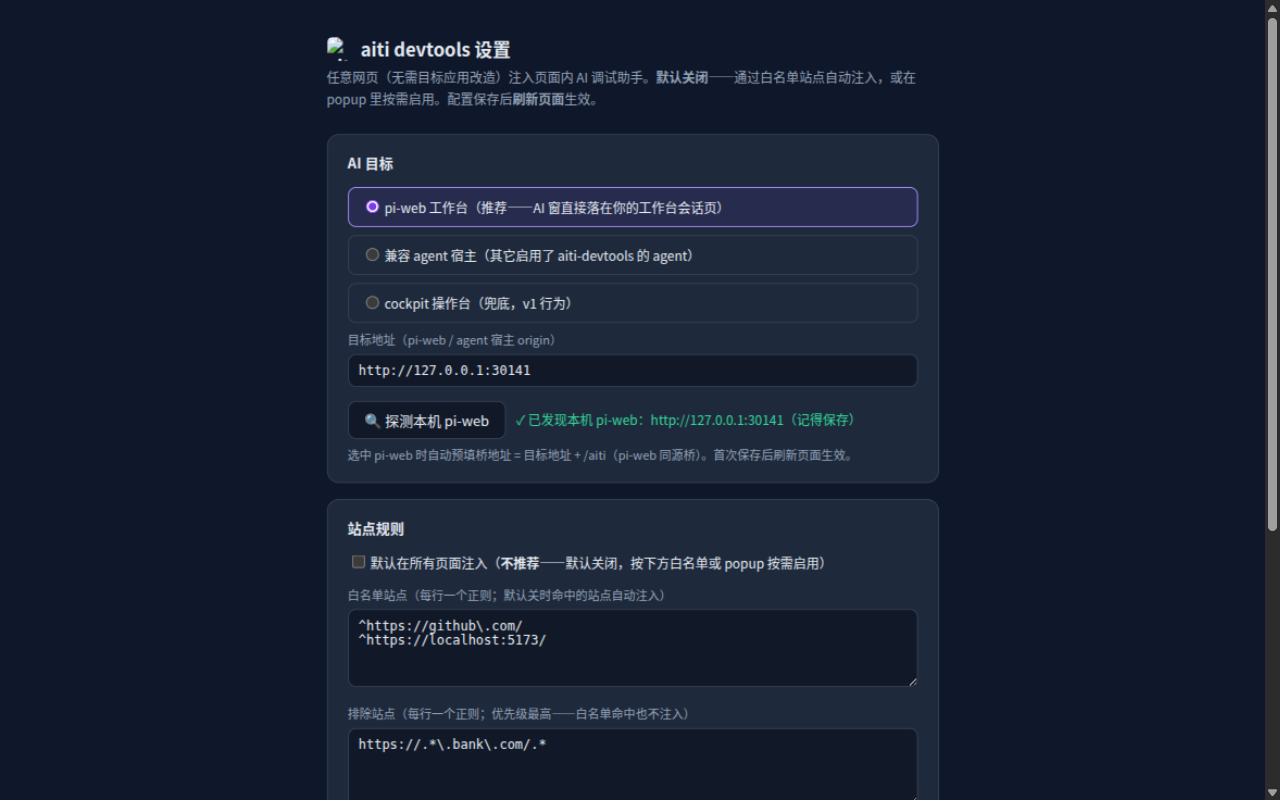 aiti devtools 设置
任意网页（无需目标应用改造）注入页面内 AI 调试助手。默认关闭——通过白名单站点自动注入，或在
popup 里按需启用。配置保存后刷新页面生效。
AI 目标
pi-web 工作台（推荐——AI 窗直接落在你的工作台会话页）
兼容 agent 宿主（其它启用了 aiti-devtools 的 agent）
cockpit 操作台（兜底，v1 行为）
目标地址（pi-web / agent 宿主 origin）
http://127.0.0.1:30141
🔍 探测本机 pi-web ✓ 已发现本机 pi-web：http://127.0.0.1:30141（记得保存）
选中 pi-web 时自动预填桥地址 = 目标地址 + /aiti（pi-web 同源桥）。首次保存后刷新页面生效。
站点规则
默认在所有页面注入（不推荐——默认关闭，按下方白名单或 popup 按需启用）
白名单站点（每行一个正则；默认关时命中的站点自动注入）
^https://github\.com/
^https://localhost:5173/
排除站点（每行一个正则；优先级最高——白名单命中也不注入）
https://.*\.bank\.com/.*